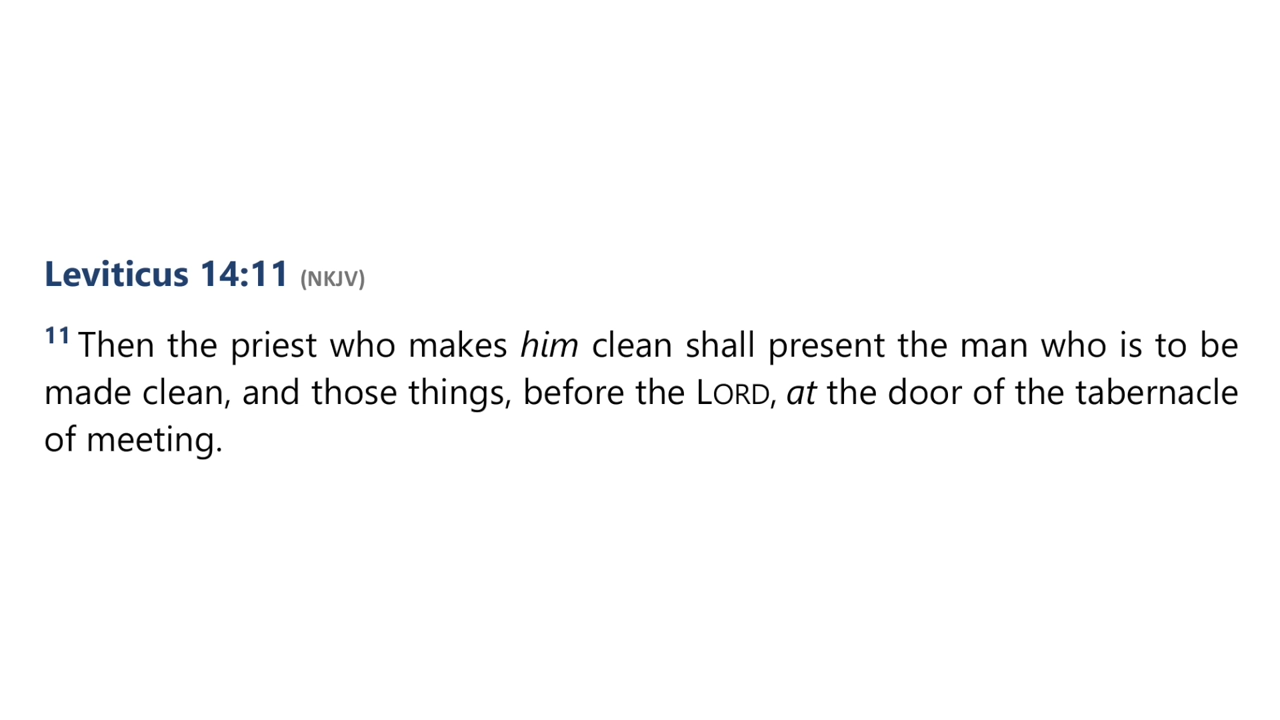 Leviticus 14:11 (NKJV)
11 Then the priest who makes him clean shall present the man who is to be
made clean, and those things, before the LORD, at the door of the tabernacle
of meeting.